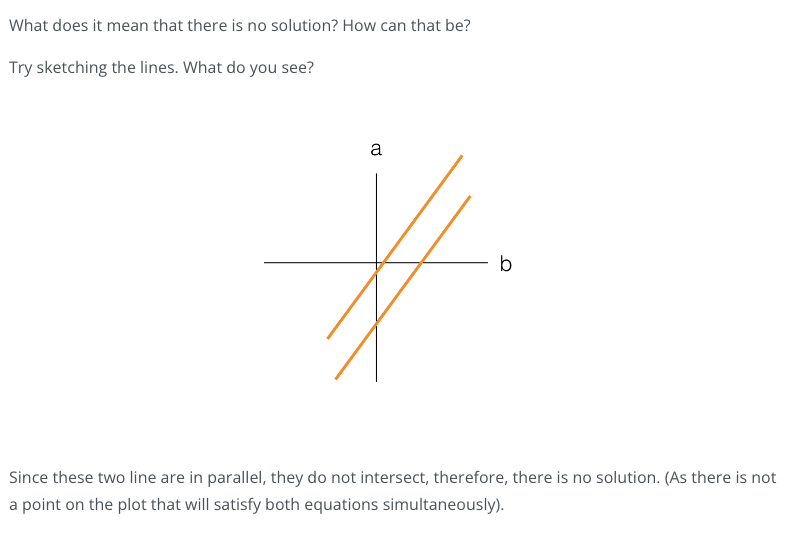 What does it mean that there is no solution? How can that be?
Try sketching the lines. What do you see?
a
b
Since these two line are in parallel, they do not intersect, therefore, there is no solution. (As there is not
a point on the plot that will satisfy both equations simultaneously).